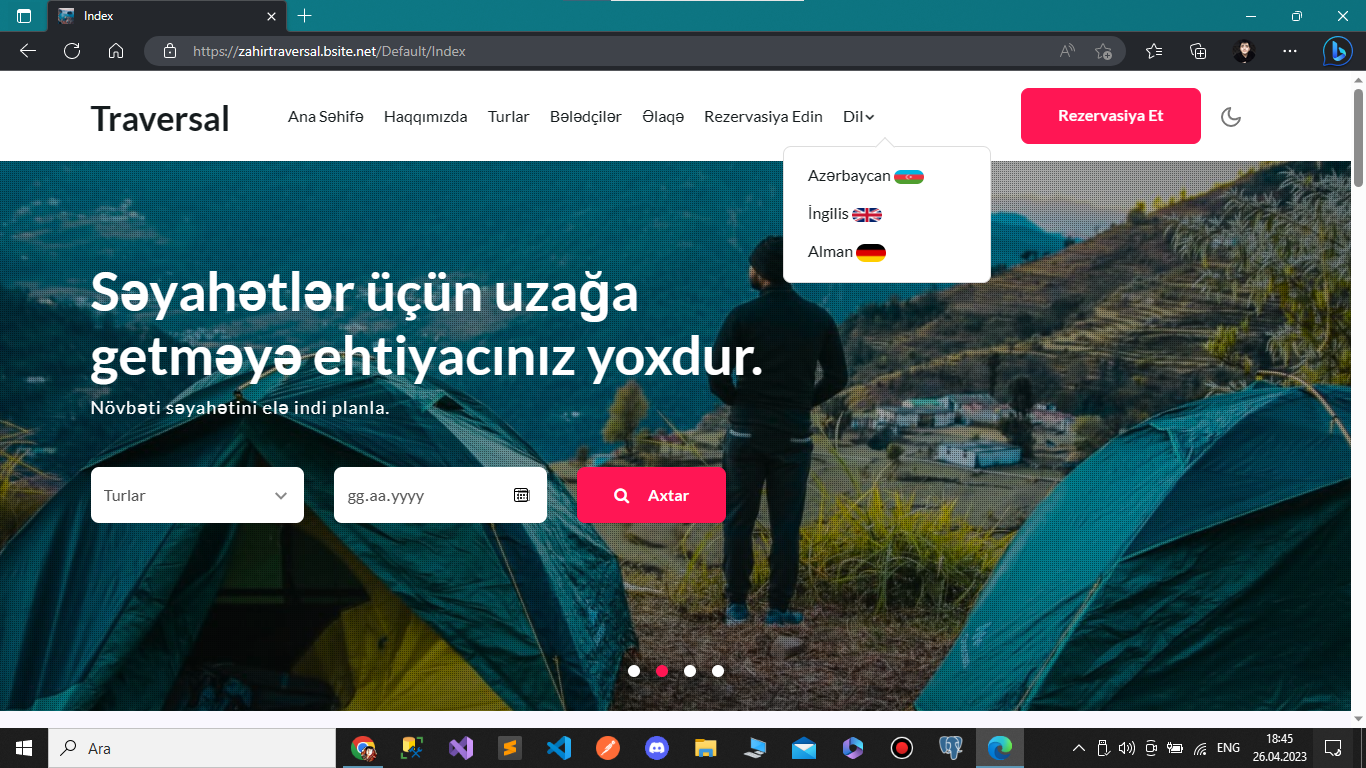 Index
https://zahirtraversal.bsite.net/Default/Index
Traversal
Ana Səhifə
Haqqımızda
Turlar
Bələdçilər
Əlaqə
Rezervasiya Edin
Dil
Rezervasiya Et
Azərbaycan
İngilis
Alman
Səyahətlər üçün uzağa
getməyə ehtiyacınız yoxdur.
Növbəti səyahətini elə indi planla.
Turlar
gg.aa.yyyy
Axtar
Ara
ENG
18:45
26.04.2023